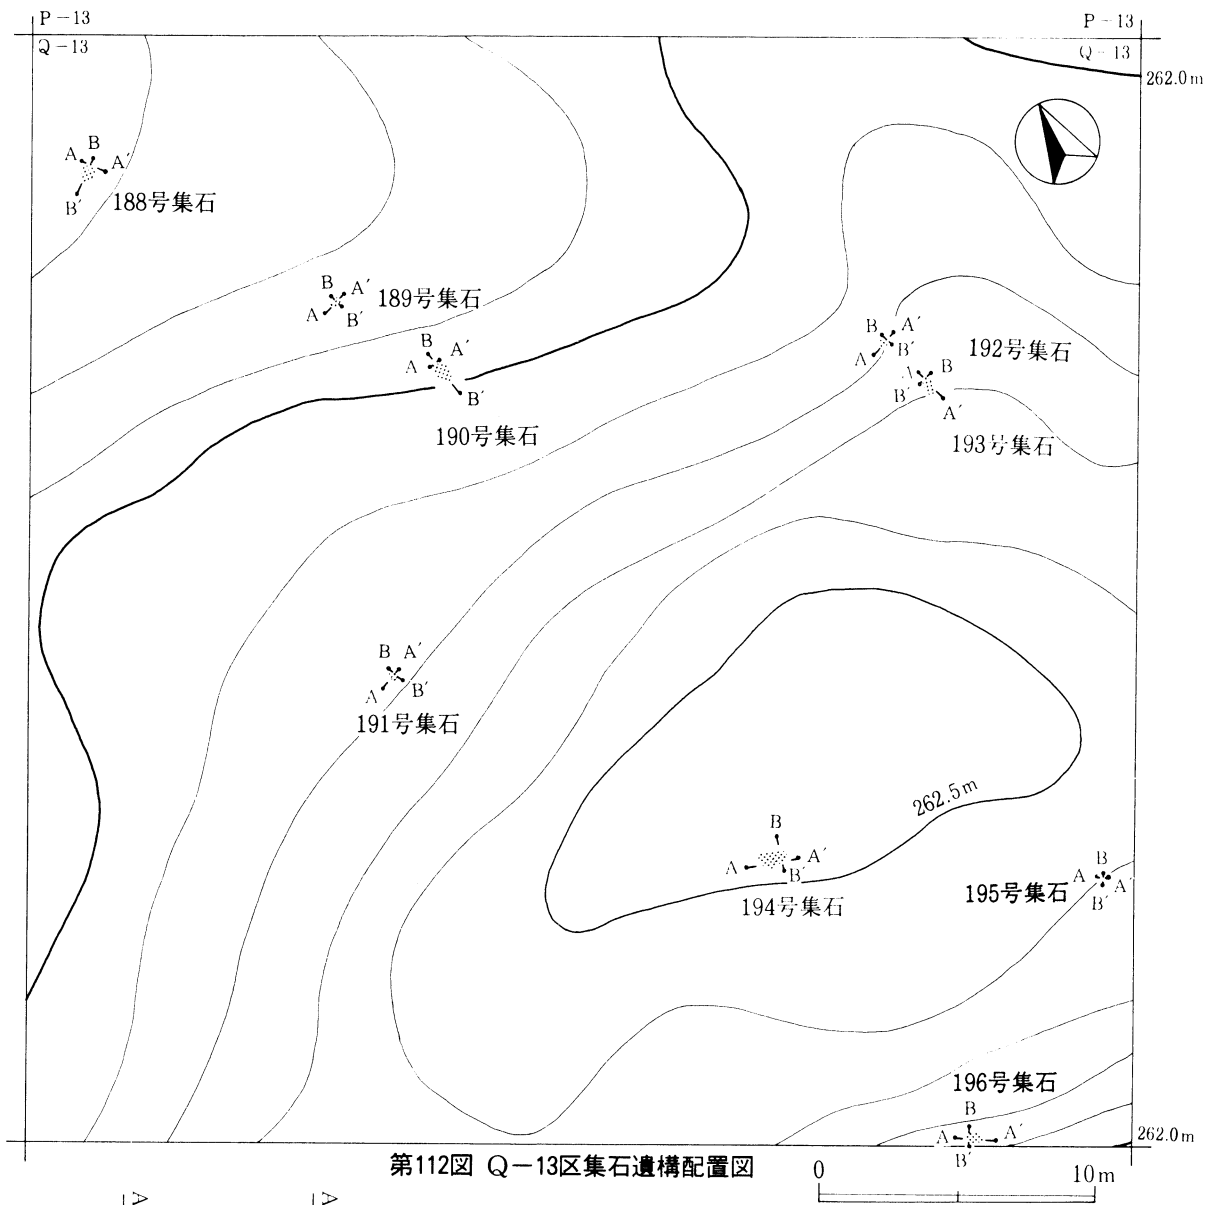 P-13
Q-13
P-13
Q-13
262.0m
A B A′ B′
188号集石
B A′ A B′
189号集石
B A′ A B′
190号集石
B A′ A B′
192号集石
A B B′ A′
193号集石
B A′ A B′
191号集石
262.5m
B A A′ B′
194号集石
B A A′ B′
195号集石
196号集石
B A A′ B′
262.0m
第112図 Q-13区集石遺構配置図
0 10m
A A